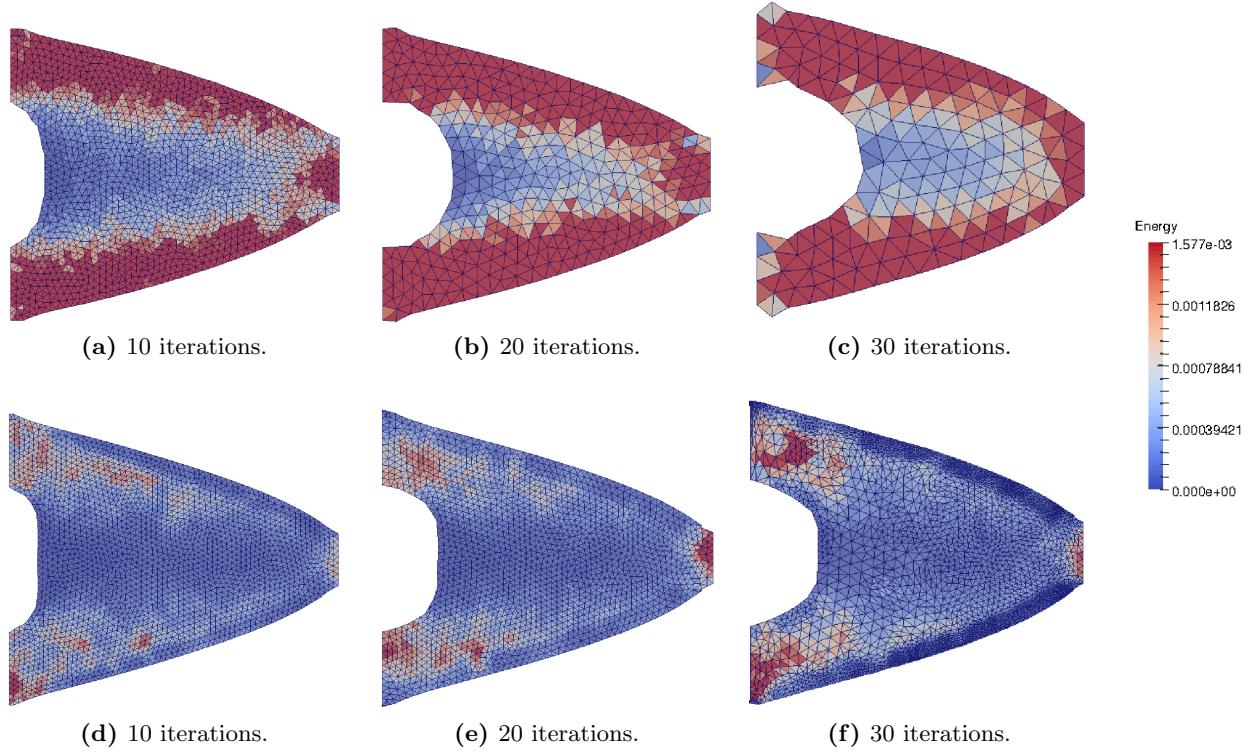 (a) 10 iterations.
(b) 20 iterations.
(c) 30 iterations.
Energy
1.577e-03
0.0011826
0.00078841
0.00039421
0.000e+00
(d) 10 iterations.
(e) 20 iterations.
(f) 30 iterations.